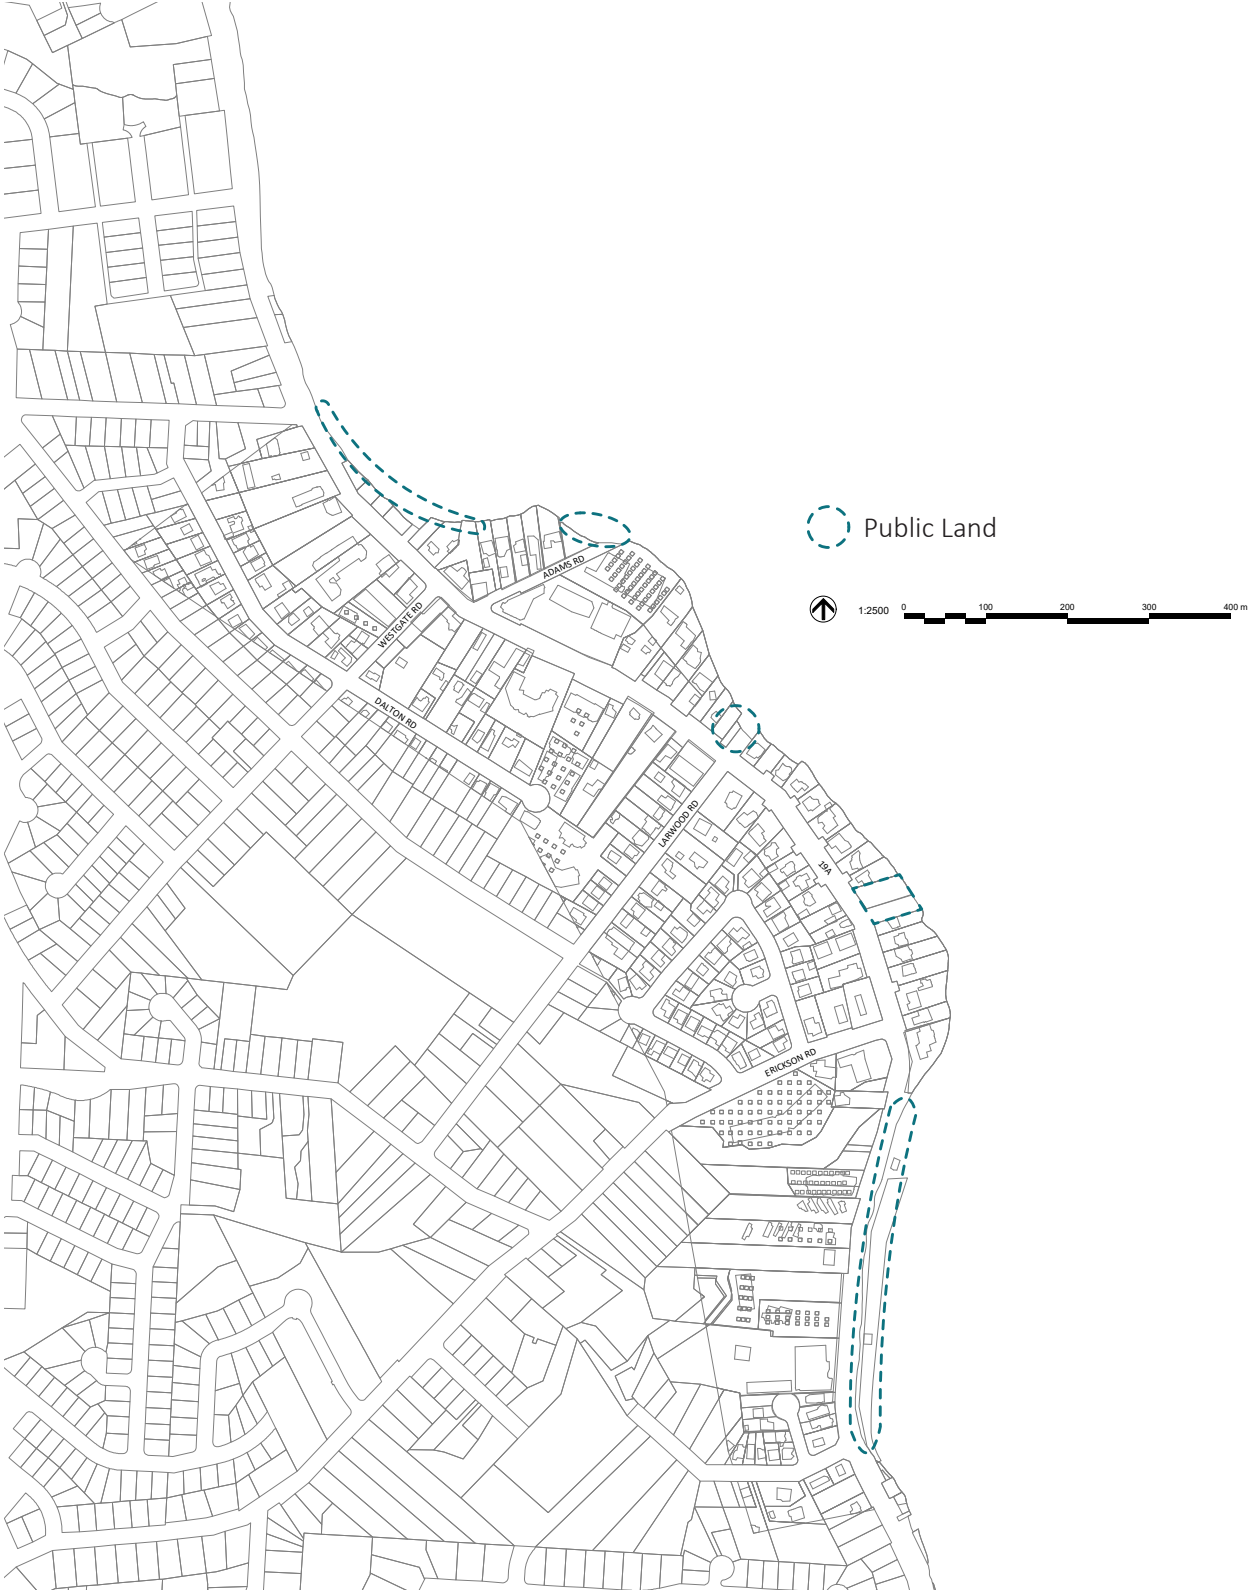 Public Land
1:2500
0 100 200 300 400 m
ADAMS RD
WESTGATE RD
DALTON RD
LARWOOD RD
19A
ERICKSON RD